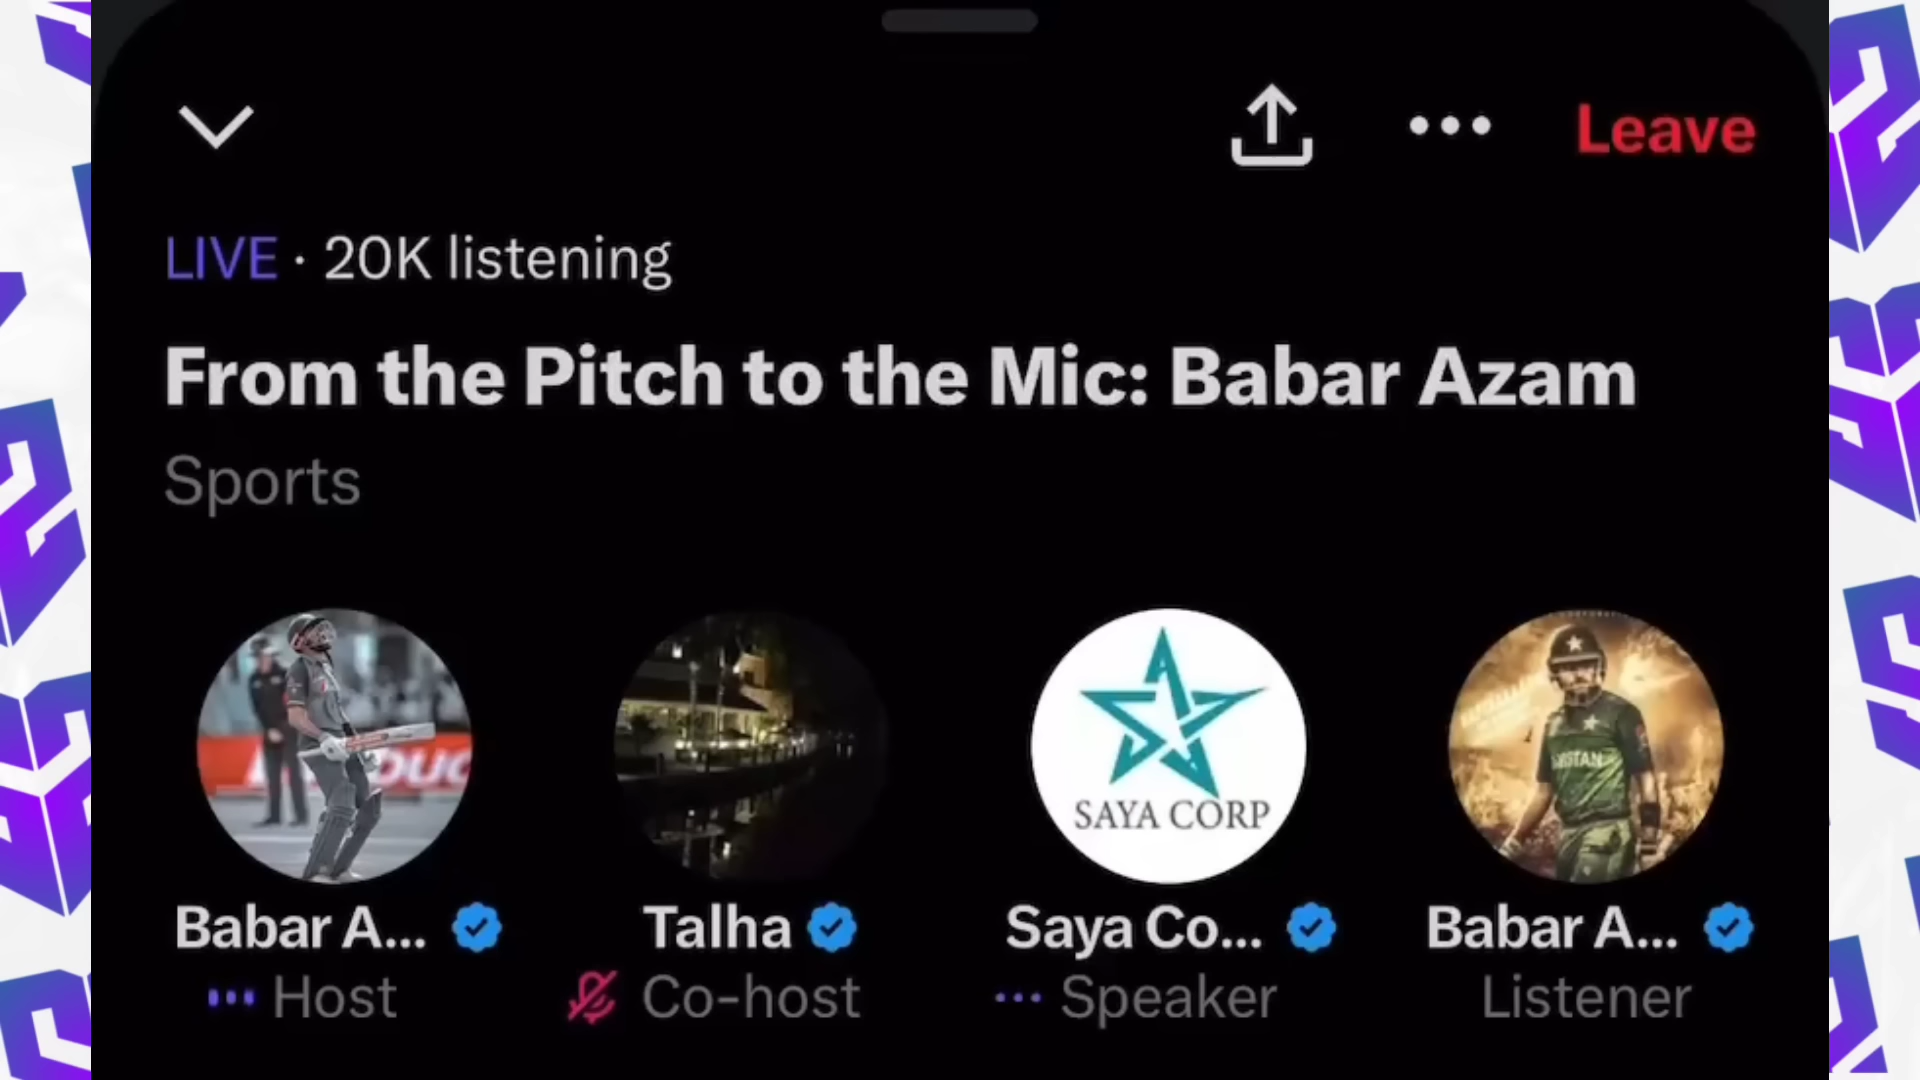 Leave
LIVE · 20K listening
From the Pitch to the Mic: Babar Azam
Sports
SAYA CORP
Babar A...
Talha
Saya Co...
Babar A...
Host
Co-host
Speaker
Listener